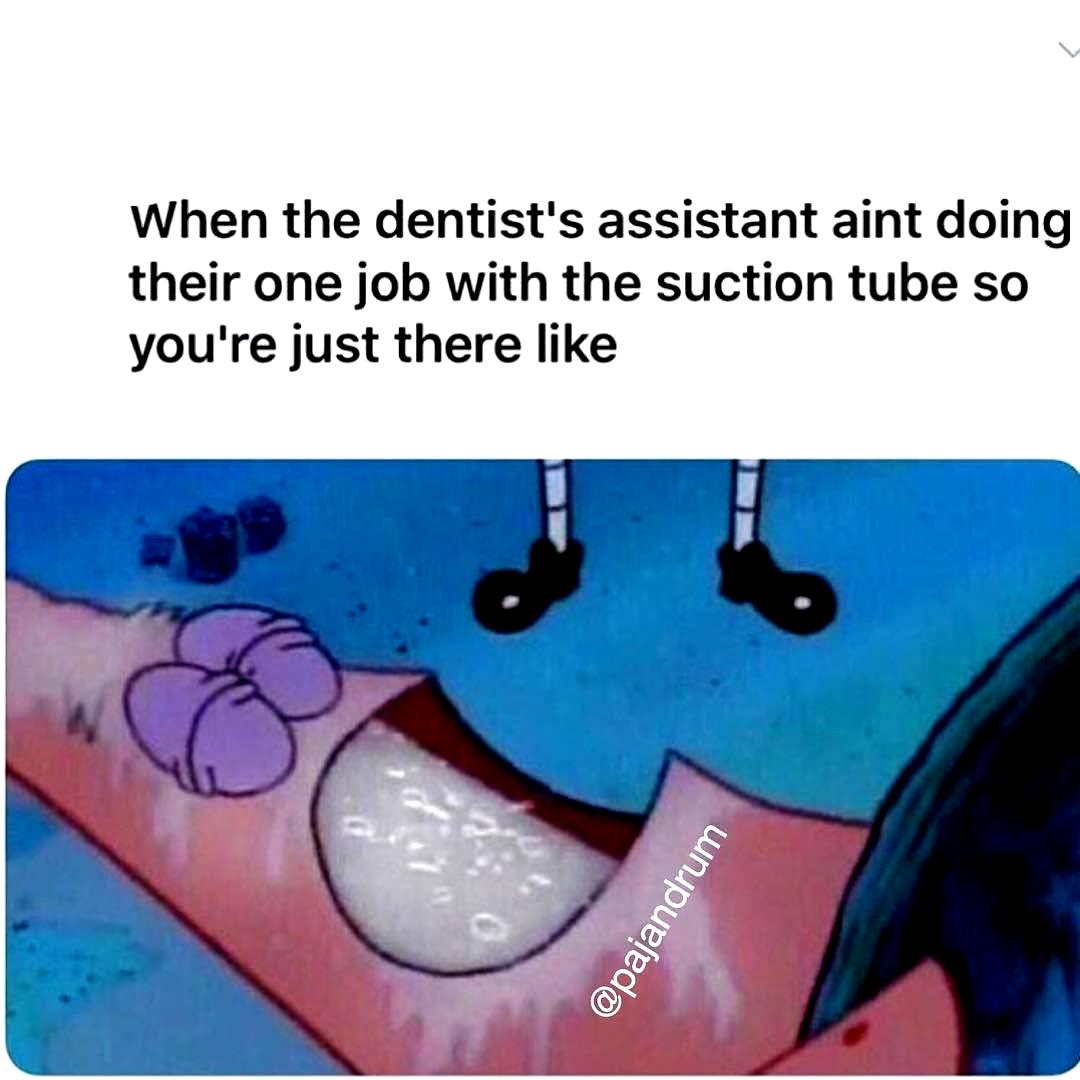 When the dentist's assistant aint doing
their one job with the suction tube so
you're just there like
@pajandrum